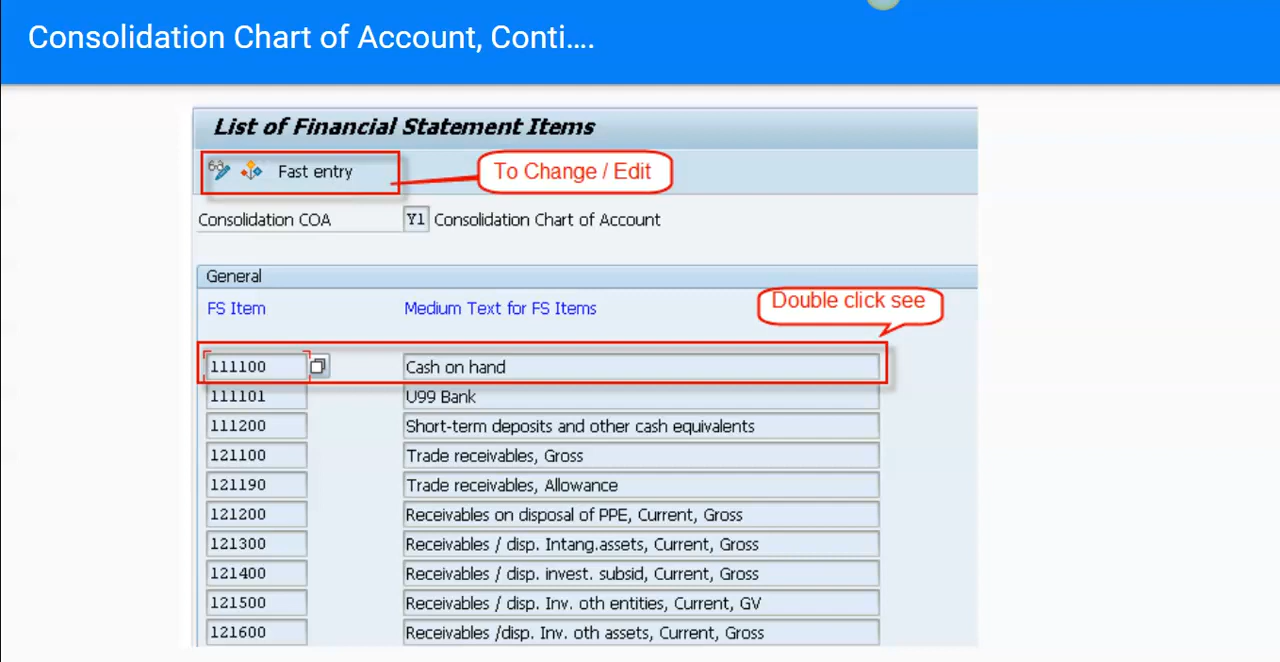 Consolidation Chart of Account, Conti....
List of Financial Statement Items
Fast entry
To Change / Edit
Consolidation COA Y1 Consolidation Chart of Account
General
FS Item Medium Text for FS Items
Double click see
111100 Cash on hand
111101 U99 Bank
111200 Short-term deposits and other cash equivalents
121100 Trade receivables, Gross
121190 Trade receivables, Allowance
121200 Receivables on disposal of PPE, Current, Gross
121300 Receivables / disp. Intang.assets, Current, Gross
121400 Receivables / disp. invest. subsid, Current, Gross
121500 Receivables / disp. Inv. oth entities, Current, GV
121600 Receivables /disp. Inv. oth assets, Current, Gross